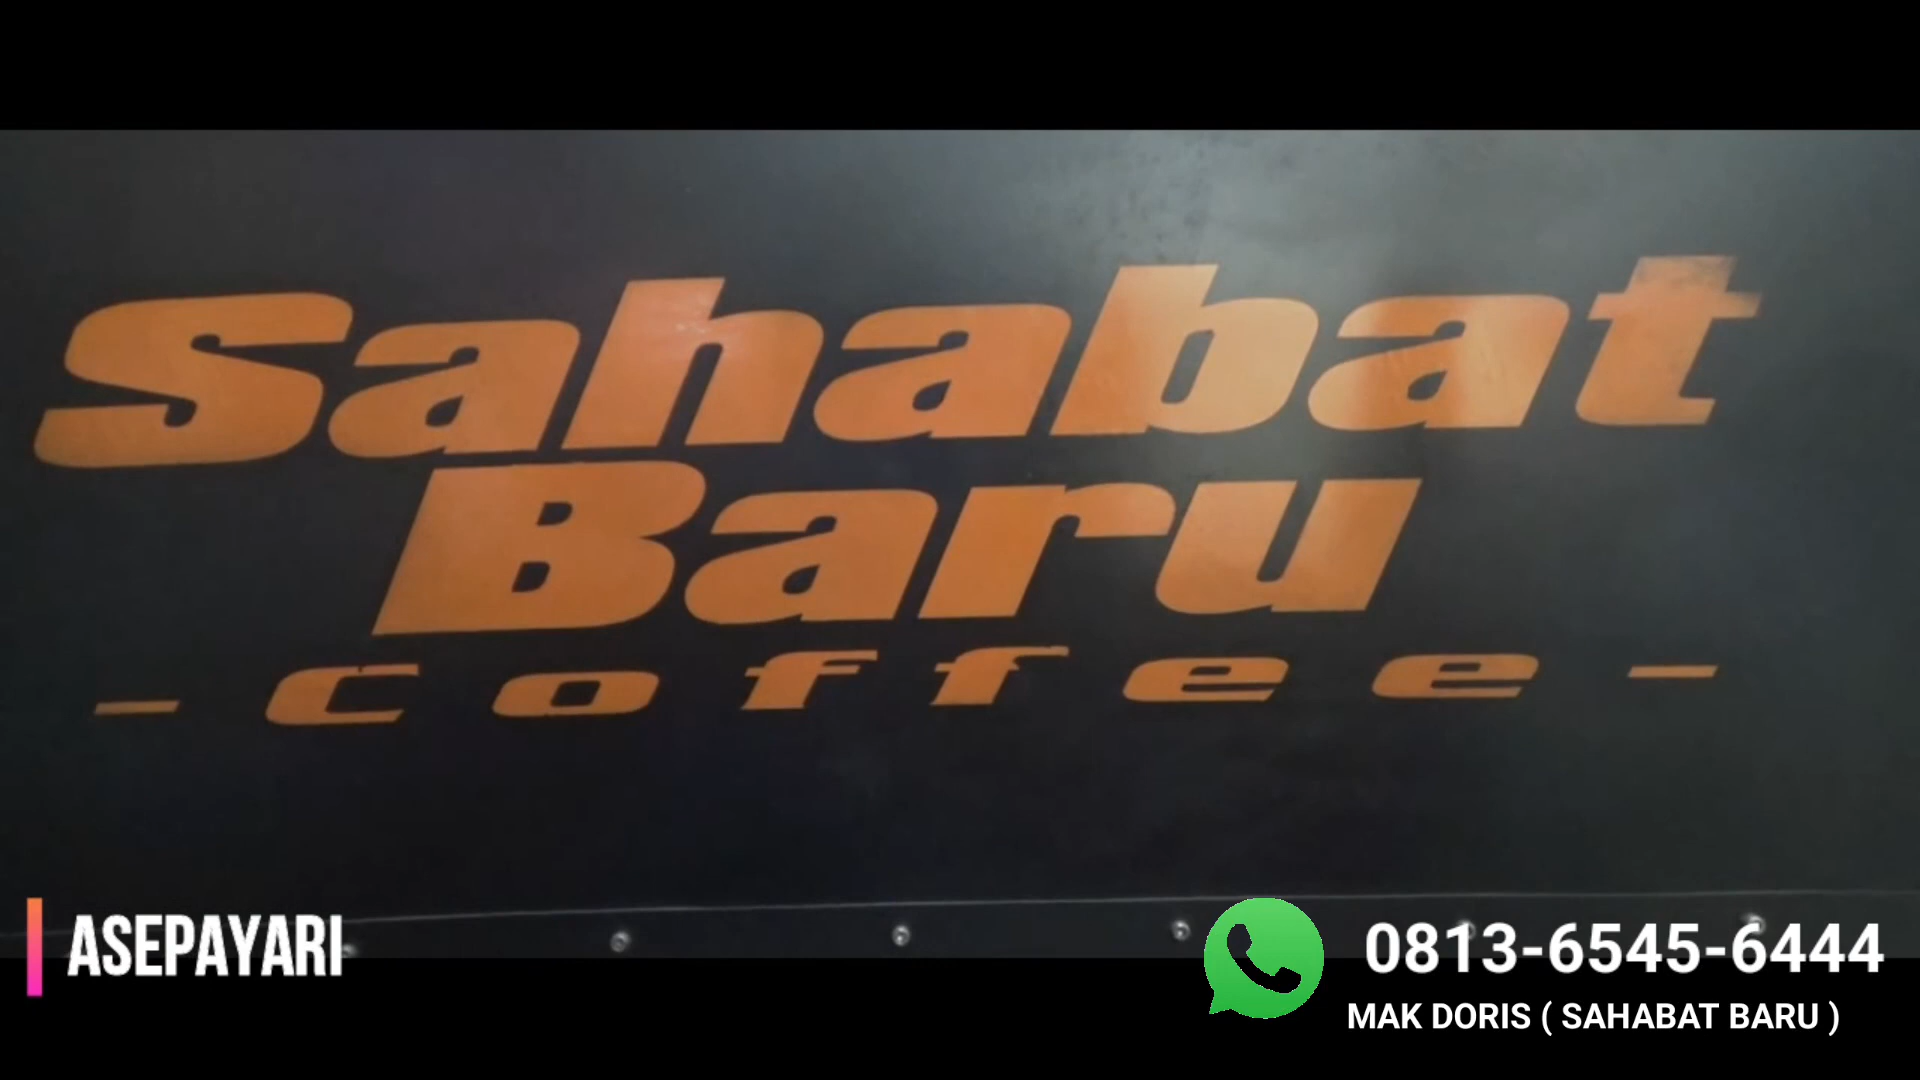 Sahabat
Baru
- coffee -
ASEPAYARI
0813-6545-6444
MAK DORIS ( SAHABAT BARU )